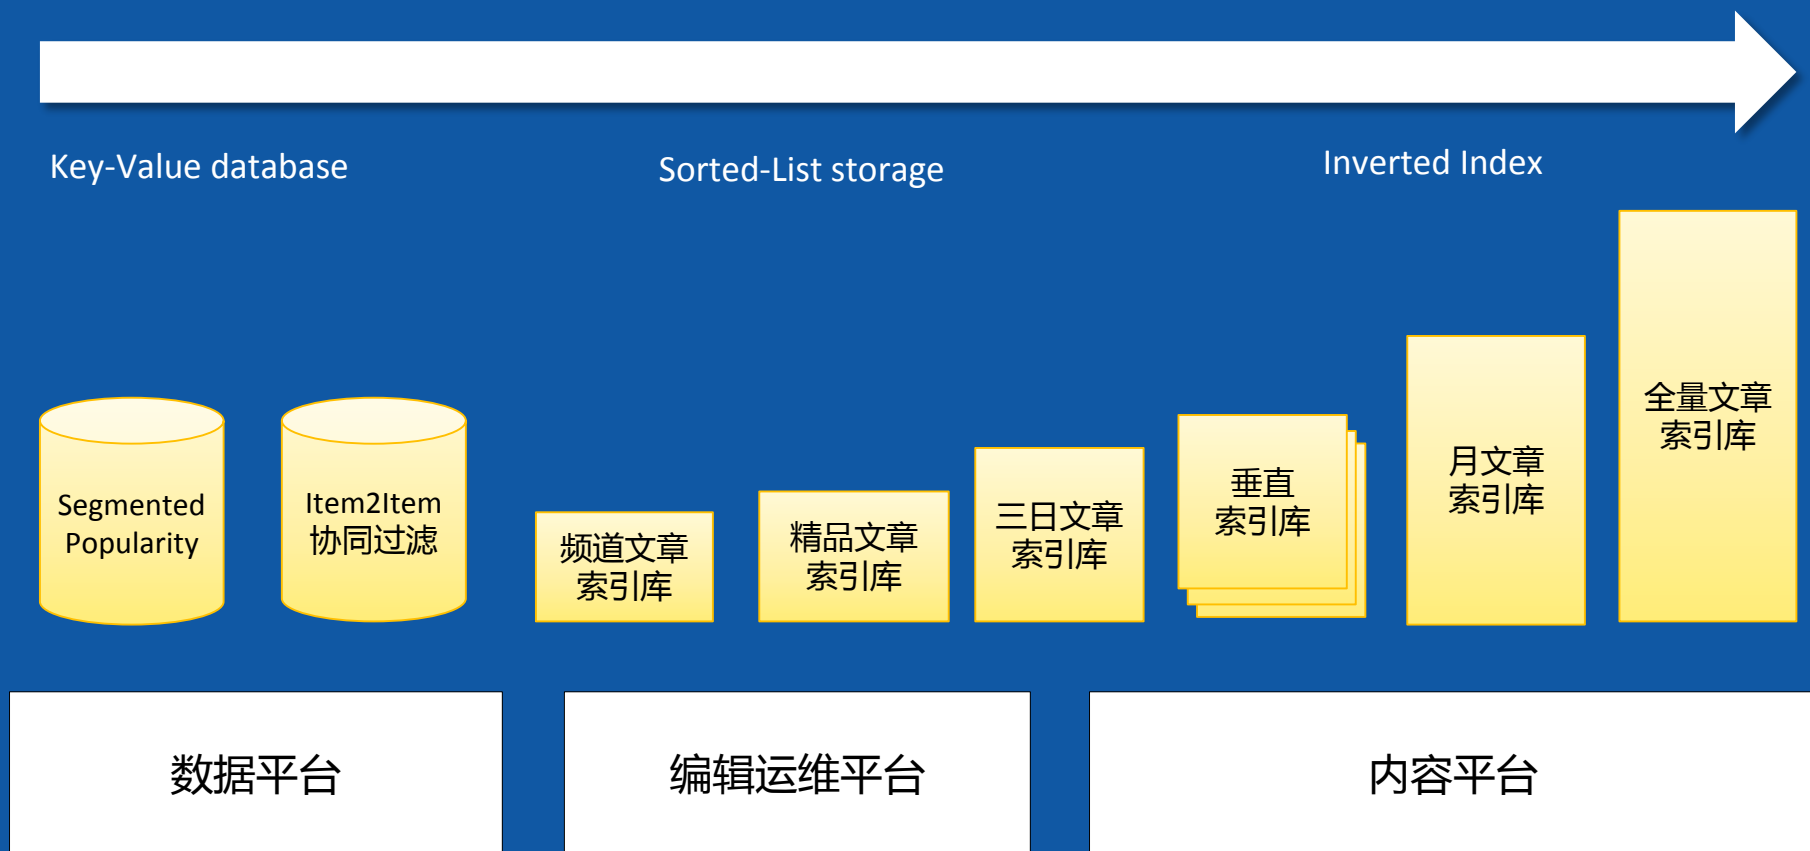 Key-Value database
Sorted-List storage
Inverted Index
Segmented
Popularity
Item2Item
协同过滤
频道文章
索引库
精品文章
索引库
三日文章
索引库
垂直
索引库
月文章
索引库
全量文章
索引库
数据平台
编辑运维平台
内容平台